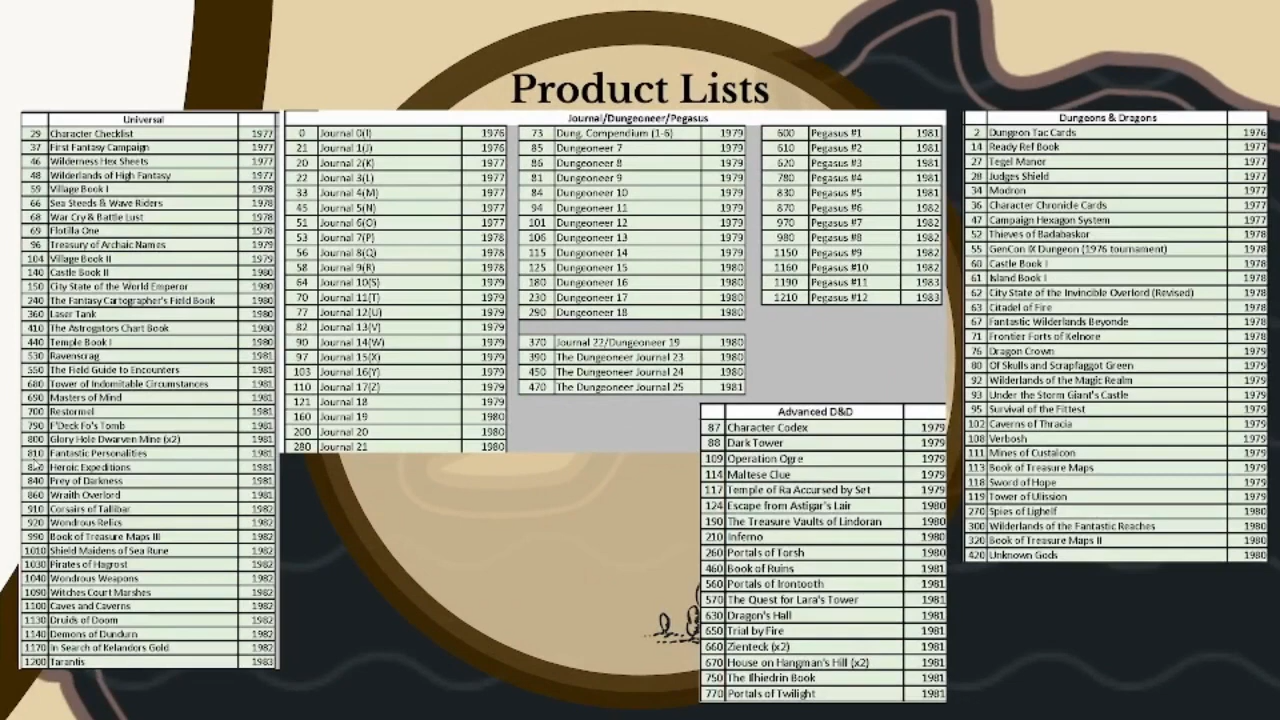 Product Lists
Universal
29 Character Checklist 1977
37 First Fantasy Campaign 1977
46 Wilderness Hex Sheets 1977
48 Wilderlands of High Fantasy 1977
59 Village Book I 1978
66 Sea Steeds & Wave Riders 1978
68 War Cry & Battle Lust 1978
69 Flotilla One 1978
96 Treasury of Archaic Names 1979
104 Village Book II 1979
140 Castle Book II 1980
150 City State of the World Emperor 1980
240 The Fantasy Cartographer's Field Book 1980
360 Laser Tank 1980
410 The Astrogators Chart Book 1980
440 Temple Book I 1980
530 Ravenscrag 1981
550 The Field Guide to Encounters 1981
680 Tower of Indomitable Circumstances 1981
690 Masters of Mind 1981
700 Restormel 1981
790 F'Deck Fo's Tomb 1981
800 Glory Hole Dwarven Mine (x2) 1981
810 Fantastic Personalities 1981
Heroic Expeditions 1981
840 Prey of Darkness 1981
860 Wraith Overlord 1981
910 Corsairs of Tallibar 1982
920 Wondrous Relics 1982
990 Book of Treasure Maps III 1982
1010 Shield Maidens of Sea Rune 1982
1030 Pirates of Hagrost 1982
1040 Wondrous Weapons 1982
1090 Witches Court Marshes 1982
1100 Caves and Caverns 1982
1130 Druids of Doom 1982
1140 Demons of Dundurn 1982
1170 In Search of Kelandors Gold 1982
1200 Tarantis 1983
Journal/Dungeoneer/Pegasus
0 Journal 0(I) 1976
21 Journal 1(J) 1976
20 Journal 2(K) 1977
22 Journal 3(L) 1977
33 Journal 4(M) 1977
45 Journal 5(N) 1977
51 Journal 6(O) 1977
53 Journal 7(P) 1978
56 Journal 8(Q) 1978
58 Journal 9(R) 1978
64 Journal 10(S) 1979
70 Journal 11(T) 1979
77 Journal 12(U) 1979
82 Journal 13(V) 1979
90 Journal 14(W) 1979
97 Journal 15(X) 1979
103 Journal 16(Y) 1979
110 Journal 17(Z) 1979
121 Journal 18 1979
160 Journal 19 1980
200 Journal 20 1980
280 Journal 21 1980
73 Dung. Compendium (1-6) 1979
85 Dungeoneer 7 1979
86 Dungeoneer 8 1979
81 Dungeoneer 9 1979
84 Dungeoneer 10 1979
94 Dungeoneer 11 1979
101 Dungeoneer 12 1979
106 Dungeoneer 13 1979
115 Dungeoneer 14 1979
125 Dungeoneer 15 1980
180 Dungeoneer 16 1980
230 Dungeoneer 17 1980
290 Dungeoneer 18 1980
370 Journal 22/Dungeoneer 19 1980
390 The Dungeoneer Journal 23 1980
450 The Dungeoneer Journal 24 1980
470 The Dungeoneer Journal 25 1981
600 Pegasus #1 1981
610 Pegasus #2 1981
620 Pegasus #3 1981
780 Pegasus #4 1981
830 Pegasus #5 1981
870 Pegasus #6 1982
970 Pegasus #7 1982
980 Pegasus #8 1982
1150 Pegasus #9 1982
1160 Pegasus #10 1982
1190 Pegasus #11 1983
1210 Pegasus #12 1983
Advanced D&D
87 Character Codex 1979
88 Dark Tower 1979
109 Operation Ogre 1979
114 Maltese Clue 1979
117 Temple of Ra Accursed by Set 1979
124 Escape from Astigar's Lair 1980
190 The Treasure Vaults of Lindoran 1980
210 Inferno 1980
260 Portals of Torsh 1980
460 Book of Ruins 1981
560 Portals of Irontooth 1981
570 The Quest for Lara's Tower 1981
630 Dragon's Hall 1981
650 Trial by Fire 1981
660 Zienteck (x2) 1981
670 House on Hangman's Hill (x2) 1981
750 The Illhiedrin Book 1981
770 Portals of Twilight 1981
Dungeons & Dragons
2 Dungeon Tac Cards 1976
14 Ready Ref Book 1977
27 Tegel Manor 1977
28 Judges Shield 1977
34 Modron 1977
36 Character Chronicle Cards 1977
47 Campaign Hexagon System 1977
52 Thieves of Badabaskor 1978
55 GenCon IX Dungeon (1976 tournament) 1978
60 Castle Book I 1978
61 Island Book I 1978
62 City State of the Invincible Overlord (Revised) 1978
63 Citadel of Fire 1978
67 Fantastic Wilderlands Beyonde 1978
71 Frontier Forts of Kelnore 1978
76 Dragon Crown 1979
80 Of Skulls and Scrapfaggot Green 1979
92 Wilderlands of the Magic Realm 1979
93 Under the Storm Giant's Castle 1979
95 Survival of the Fittest 1979
102 Caverns of Thracia 1979
108 Verbosh 1979
111 Mines of Custalcon 1979
113 Book of Treasure Maps 1979
118 Sword of Hope 1979
119 Tower of Ulission 1979
270 Spies of Lighelf 1980
300 Wilderlands of the Fantastic Reaches 1980
320 Book of Treasure Maps II 1980
420 Unknown Gods 1980